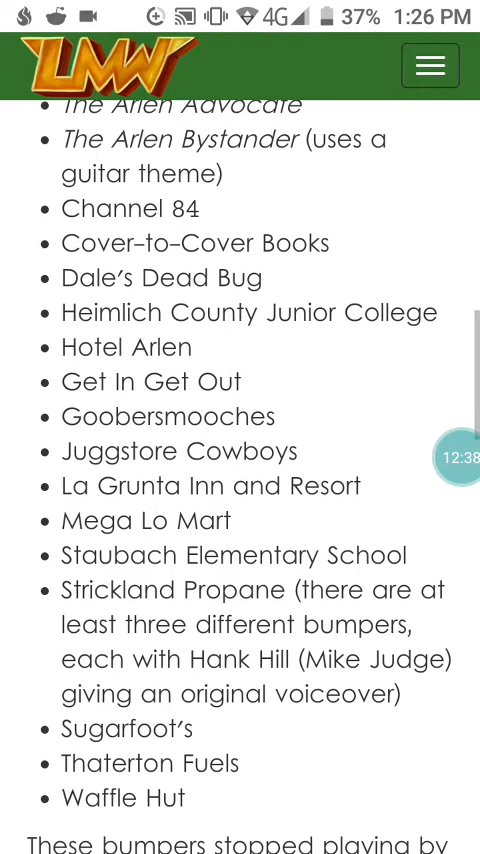 4G 37% 1:26 PM
LMW
The Arlen Advocate
The Arlen Bystander (uses a
guitar theme)
Channel 84
Cover-to-Cover Books
Dale's Dead Bug
Heimlich County Junior College
Hotel Arlen
Get In Get Out
Goobersmooches
12:38
Juggstore Cowboys
La Grunta Inn and Resort
Mega Lo Mart
Staubach Elementary School
Strickland Propane (there are at
least three different bumpers,
each with Hank Hill (Mike Judge)
giving an original voiceover)
Sugarfoot's
Thaterton Fuels
Waffle Hut
These bumpers stopped playing by